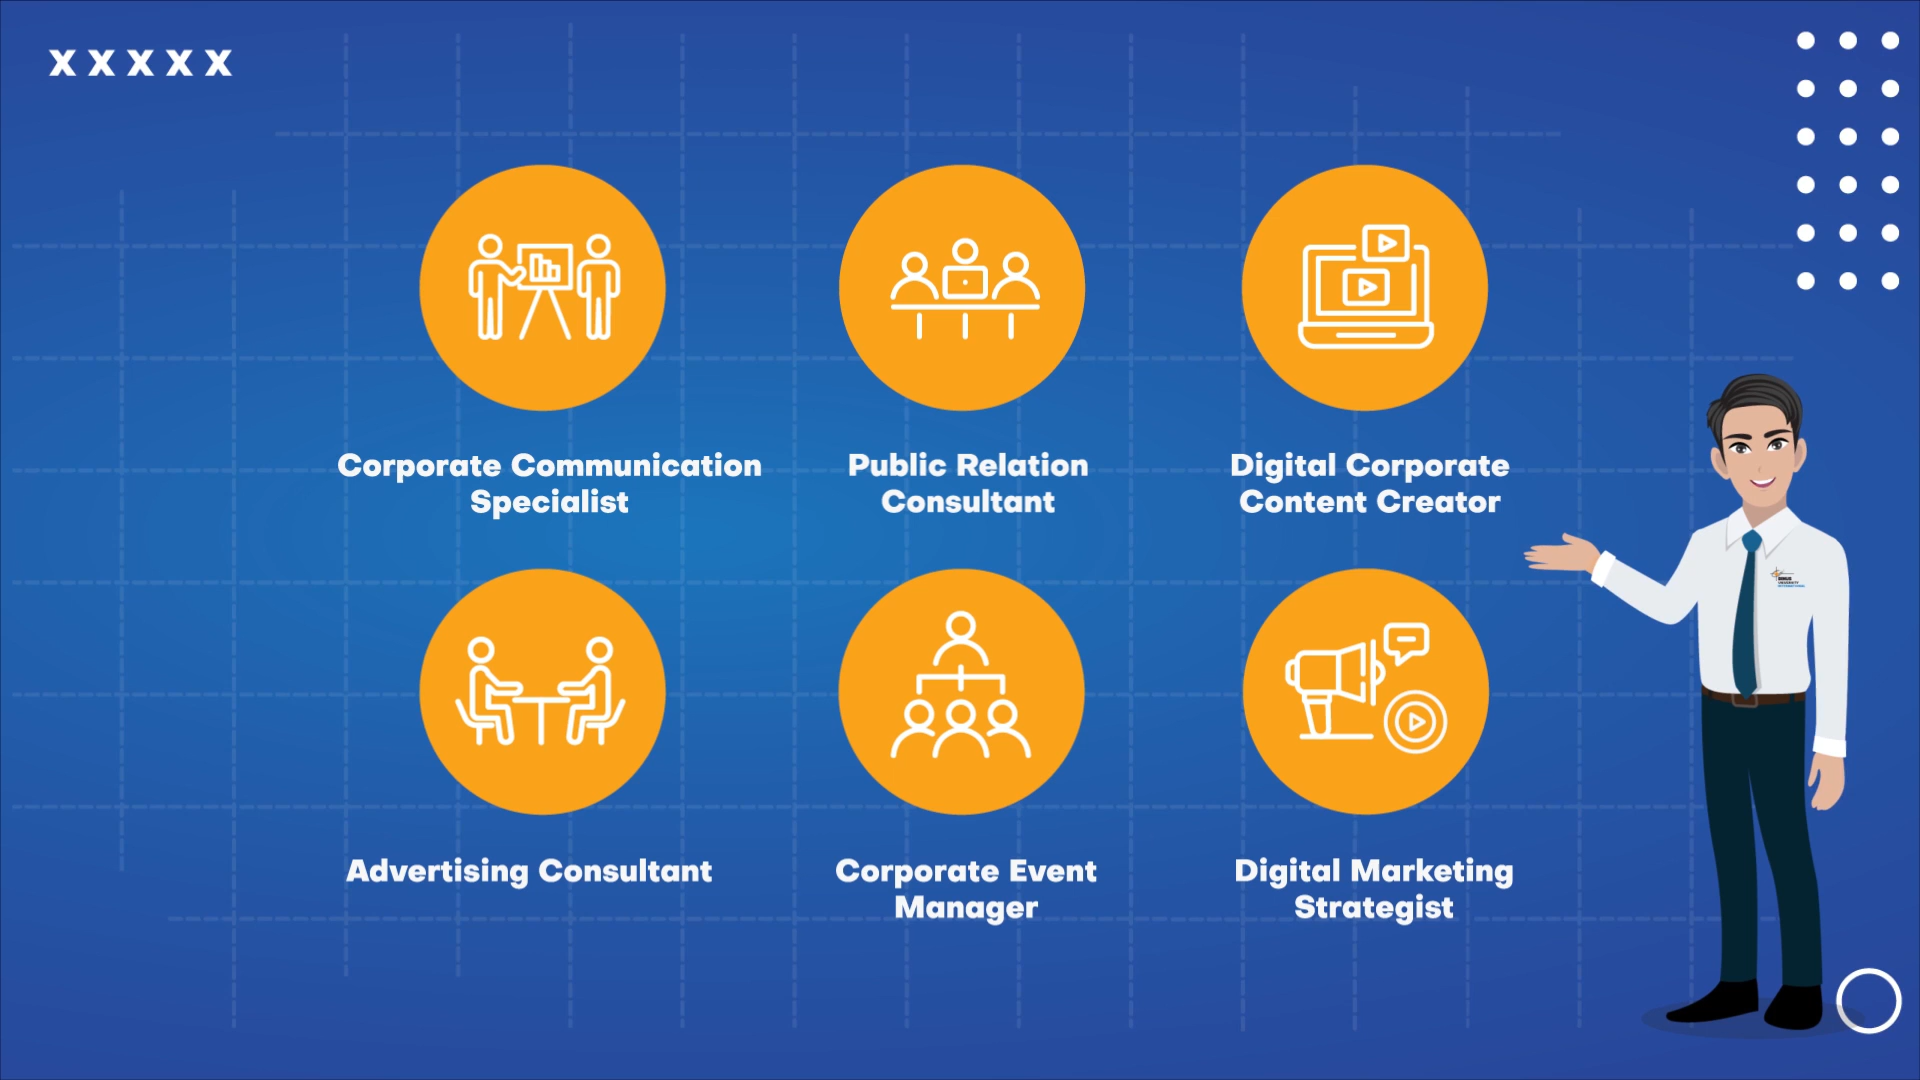 XXXXX
Corporate Communication
Specialist
Public Relation
Consultant
Digital Corporate
Content Creator
Advertising Consultant
Corporate Event
Manager
Digital Marketing
Strategist
UNIVERSITY